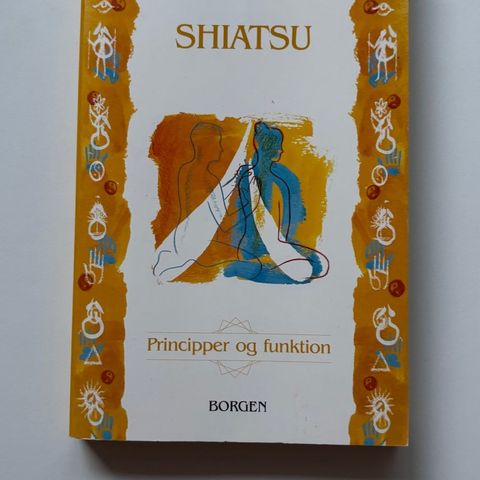 SHIATSU
Principper og funktion
BORGEN